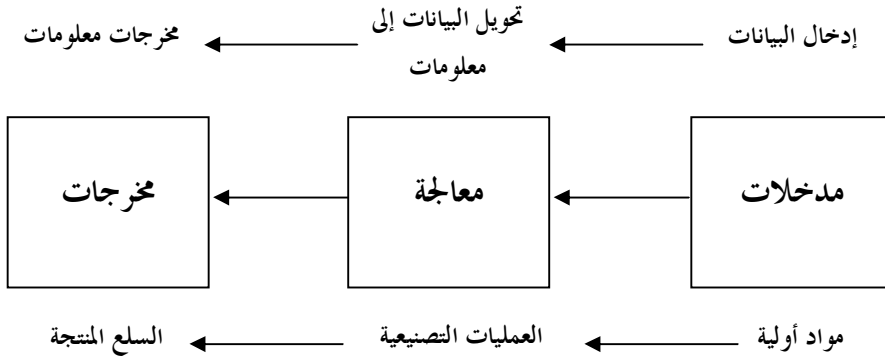 إدخال البيانات
تحويل البيانات إلى
معلومات
مخرجات معلومات
مدخلات
معالجة
مخرجات
مواد أولية
العمليات التصنيعية
السلع المنتجة